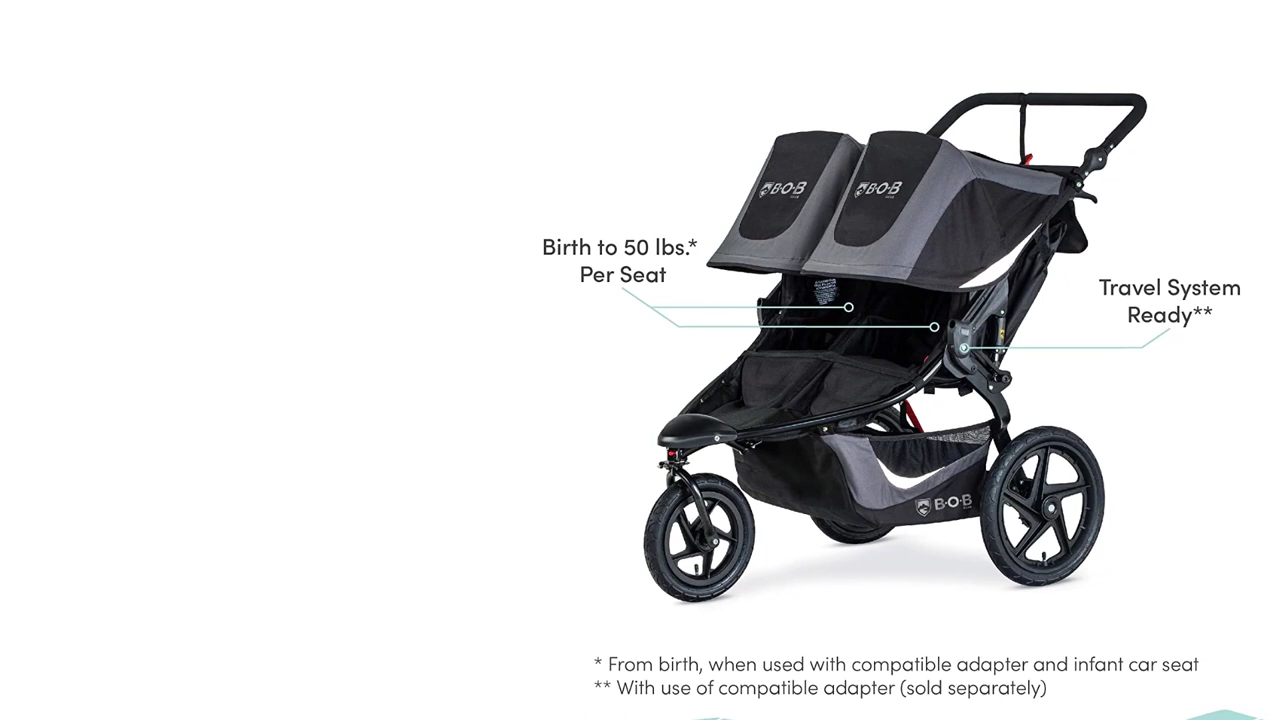 B·O·B
B·O·B
Birth to 50 lbs.*
Per Seat
Travel System
Ready**
B·O·B
* From birth, when used with compatible adapter and infant car seat
** With use of compatible adapter (sold separately)